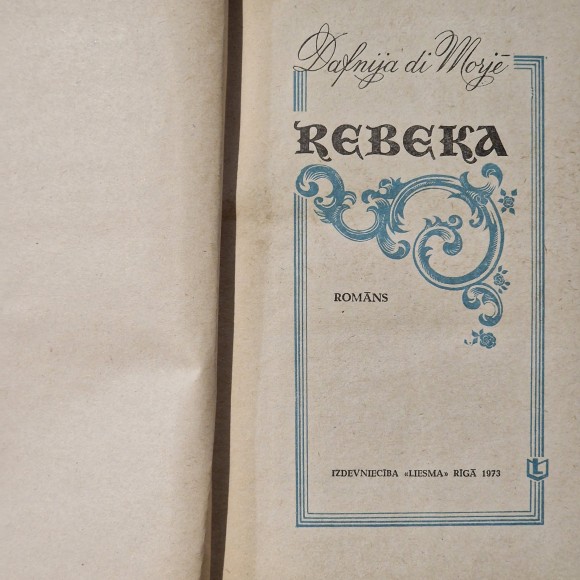 Dafnija di Morjē
REBEKA
ROMĀNS
IZDEVNIECĪBA «LIESMA» RĪGĀ 1973